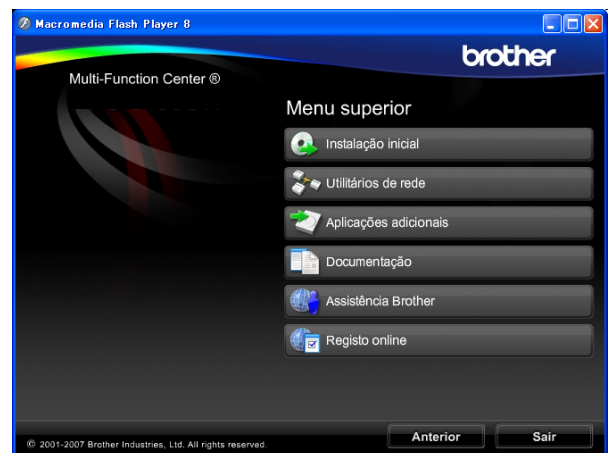 Macromedia Flash Player 8
brother
Multi-Function Center ®
Menu superior
Instalação inicial
Utilitários de rede
Aplicações adicionais
Documentação
Assistência Brother
Registo online
Anterior
Sair
© 2001-2007 Brother Industries, Ltd. All rights reserved.